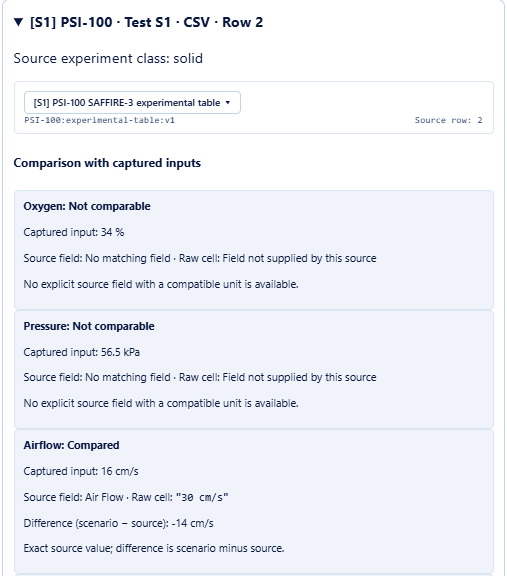 ▼ [S1] PSI-100 · Test S1 · CSV · Row 2
Source experiment class: solid
[S1] PSI-100 SAFFIRE-3 experimental table ▾
PSI-100:experimental-table:v1 Source row: 2
Comparison with captured inputs
Oxygen: Not comparable
Captured input: 34 %
Source field: No matching field · Raw cell: Field not supplied by this source
No explicit source field with a compatible unit is available.
Pressure: Not comparable
Captured input: 56.5 kPa
Source field: No matching field · Raw cell: Field not supplied by this source
No explicit source field with a compatible unit is available.
Airflow: Compared
Captured input: 16 cm/s
Source field: Air Flow · Raw cell: "30 cm/s"
Difference (scenario − source): -14 cm/s
Exact source value; difference is scenario minus source.